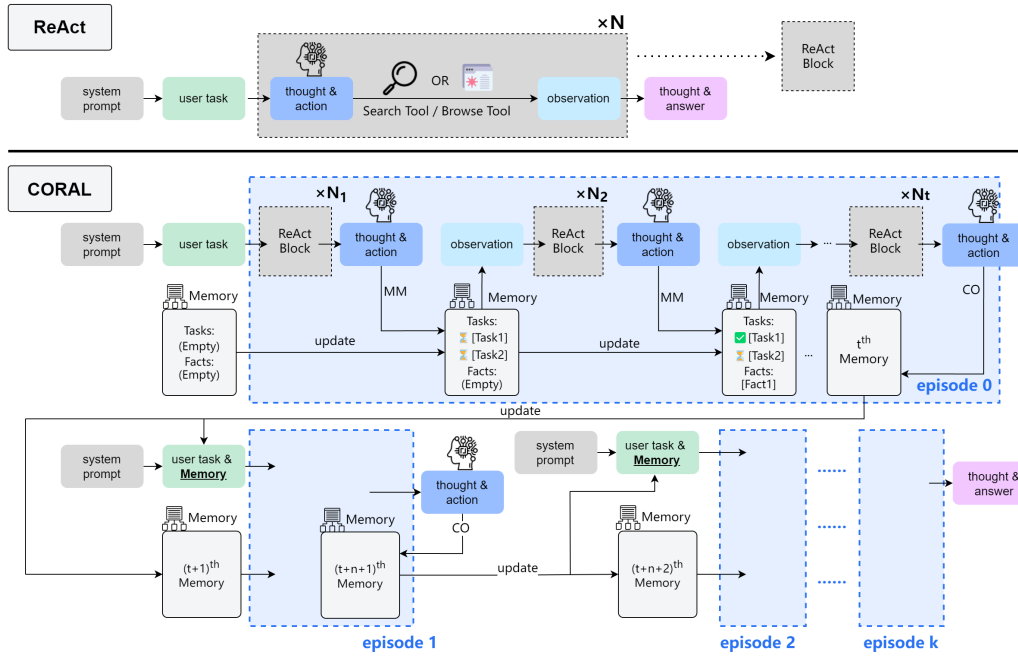 ReAct
×N
system
prompt
user task
thought &
action
OR
Search Tool / Browse Tool
observation
thought &
answer
ReAct
Block
CORAL
×N1
×N2
×Nt
system
prompt
user task
ReAct
Block
thought &
action
observation
ReAct
Block
thought &
action
observation
...
ReAct
Block
thought &
action
MM
MM
CO
Memory
Tasks:
(Empty)
Facts:
(Empty)
update
Memory
Tasks:
⏳ [Task1]
⏳ [Task2]
Facts:
(Empty)
update
Memory
Tasks:
✅ [Task1]
⏳ [Task2]
Facts:
[Fact1]
...
Memory
tth
Memory
episode 0
update
system
prompt
user task &
Memory
thought &
action
CO
system
prompt
user task &
Memory
......
thought &
answer
Memory
(t+1)th
Memory
Memory
(t+n+1)th
Memory
update
Memory
(t+n+2)th
Memory
......
......
episode 1
episode 2
episode k